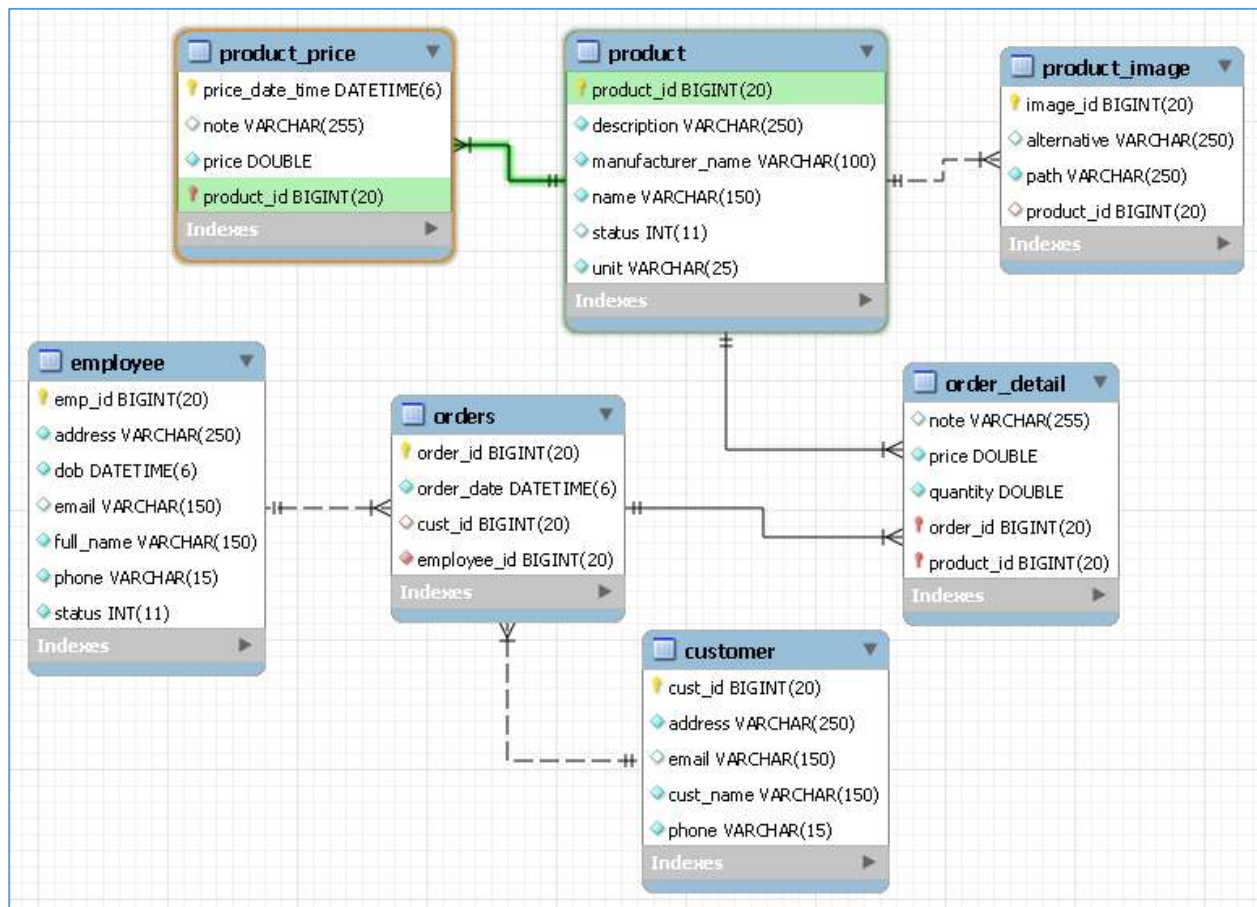 product_price
price_date_time DATETIME(6)
note VARCHAR(255)
price DOUBLE
product_id BIGINT(20)
Indexes
product
product_id BIGINT(20)
description VARCHAR(250)
manufacturer_name VARCHAR(100)
name VARCHAR(150)
status INT(11)
unit VARCHAR(25)
Indexes
product_image
image_id BIGINT(20)
alternative VARCHAR(250)
path VARCHAR(250)
product_id BIGINT(20)
Indexes
employee
emp_id BIGINT(20)
address VARCHAR(250)
dob DATETIME(6)
email VARCHAR(150)
full_name VARCHAR(150)
phone VARCHAR(15)
status INT(11)
Indexes
orders
order_id BIGINT(20)
order_date DATETIME(6)
cust_id BIGINT(20)
employee_id BIGINT(20)
Indexes
order_detail
note VARCHAR(255)
price DOUBLE
quantity DOUBLE
order_id BIGINT(20)
product_id BIGINT(20)
Indexes
customer
cust_id BIGINT(20)
address VARCHAR(250)
email VARCHAR(150)
cust_name VARCHAR(150)
phone VARCHAR(15)
Indexes